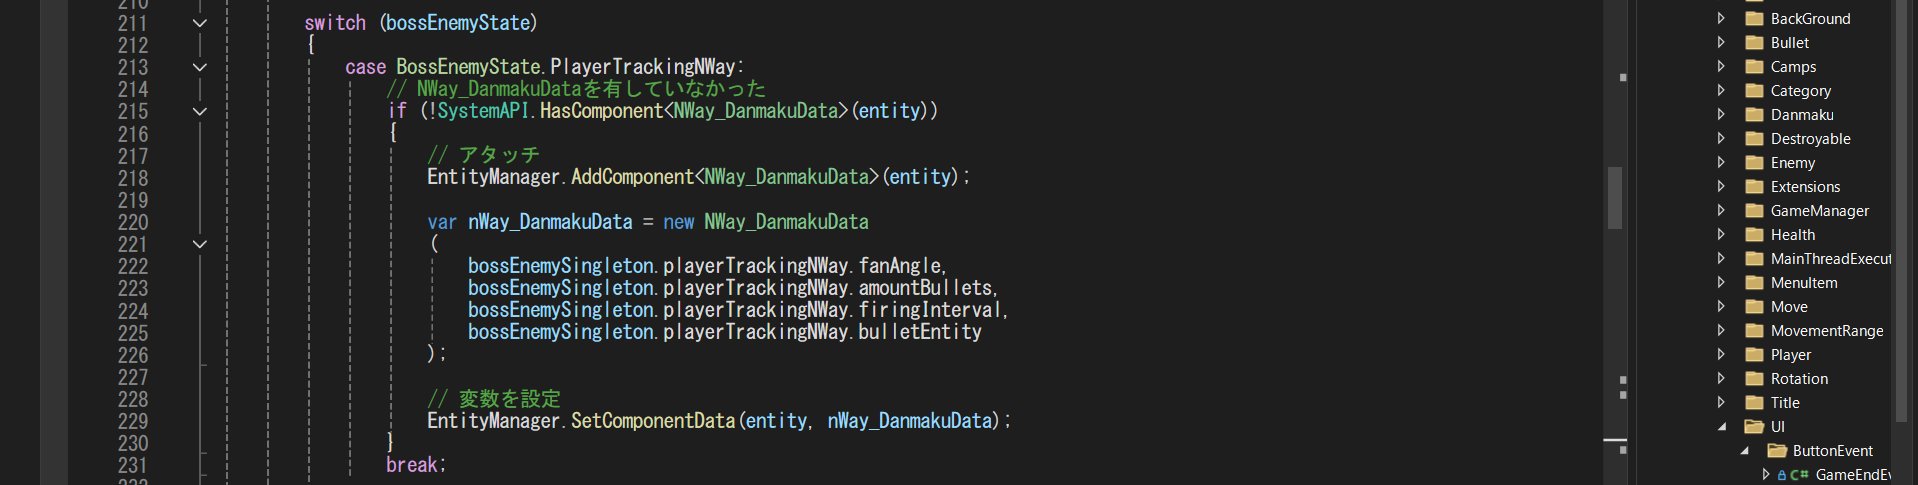 210
211 switch (bossEnemyState)
212 {
213 case BossEnemyState.PlayerTrackingNWay:
214 // NWay_DanmakuDataを有していなかった
215 if (!SystemAPI.HasComponent<NWay_DanmakuData>(entity))
216 {
217 // アタッチ
218 EntityManager.AddComponent<NWay_DanmakuData>(entity);
219
220 var nWay_DanmakuData = new NWay_DanmakuData
221 (
222 bossEnemySingleton.playerTrackingNWay.fanAngle,
223 bossEnemySingleton.playerTrackingNWay.amountBullets,
224 bossEnemySingleton.playerTrackingNWay.firingInterval,
225 bossEnemySingleton.playerTrackingNWay.bulletEntity
226 );
227
228 // 変数を設定
229 EntityManager.SetComponentData(entity, nWay_DanmakuData);
230 }
231 break;
232
BackGround
Bullet
Camps
Category
Danmaku
Destroyable
Enemy
Extensions
GameManager
Health
MainThreadExecut
MenuItem
Move
MovementRange
Player
Rotation
Title
UI
ButtonEvent
C# GameEndEv